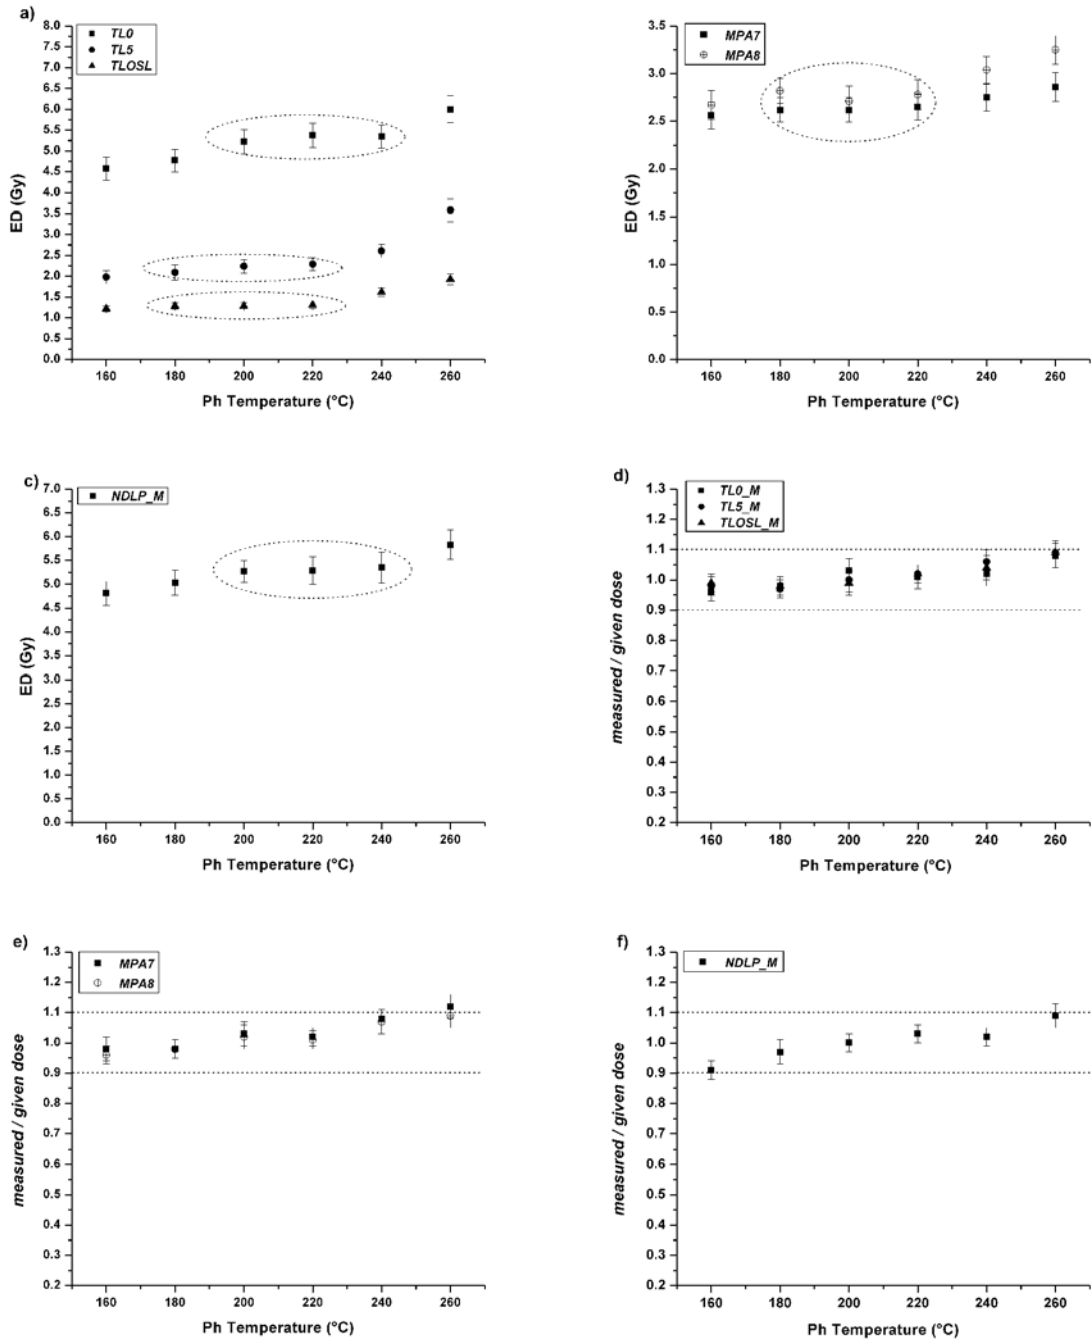 a)
TL0
TL5
TLOSL
8.0
7.5
7.0
6.5
6.0
5.5
5.0
4.5
4.0
3.5
3.0
2.5
2.0
1.5
1.0
0.5
0.0
ED (Gy)
160 180 200 220 240 260
Ph Temperature (°C)
MPA7
MPA8
3.5
3.0
2.5
2.0
1.5
1.0
0.5
0.0
ED (Gy)
160 180 200 220 240 260
Ph Temperature (°C)
c)
NDLP_M
7.0
6.5
6.0
5.5
5.0
4.5
4.0
3.5
3.0
2.5
2.0
1.5
1.0
0.5
0.0
ED (Gy)
160 180 200 220 240 260
Ph Temperature (°C)
d)
TL0_M
TL5_M
TLOSL_M
1.3
1.2
1.1
1.0
0.9
0.8
0.7
0.6
0.5
0.4
0.3
0.2
measured / given dose
160 180 200 220 240 260
Ph Temperature (°C)
e)
MPA7
MPA8
1.3
1.2
1.1
1.0
0.9
0.8
0.7
0.6
0.5
0.4
0.3
0.2
measured / given dose
160 180 200 220 240 260
Ph Temperature (°C)
f)
NDLP_M
1.3
1.2
1.1
1.0
0.9
0.8
0.7
0.6
0.5
0.4
0.3
0.2
measured / given dose
160 180 200 220 240 260
Ph Temperature (°C)